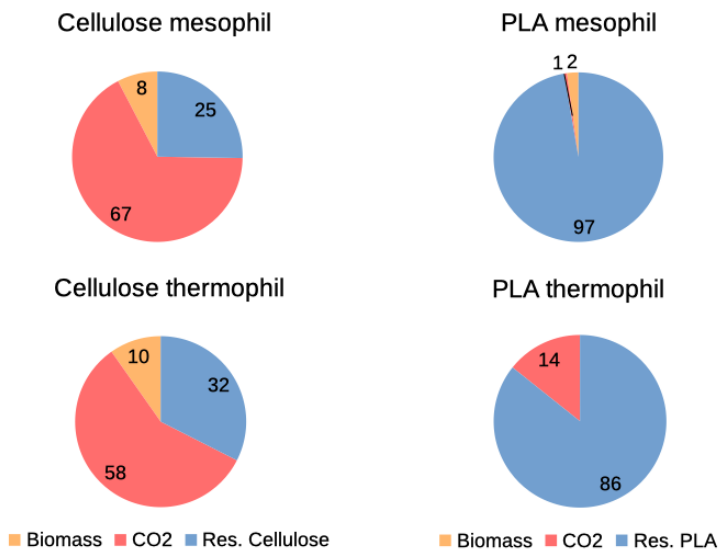 Cellulose mesophil
8
25
67
PLA mesophil
1 2
97
Cellulose thermophil
10
32
58
PLA thermophil
14
86
Biomass CO2 Res. Cellulose
Biomass CO2 Res. PLA